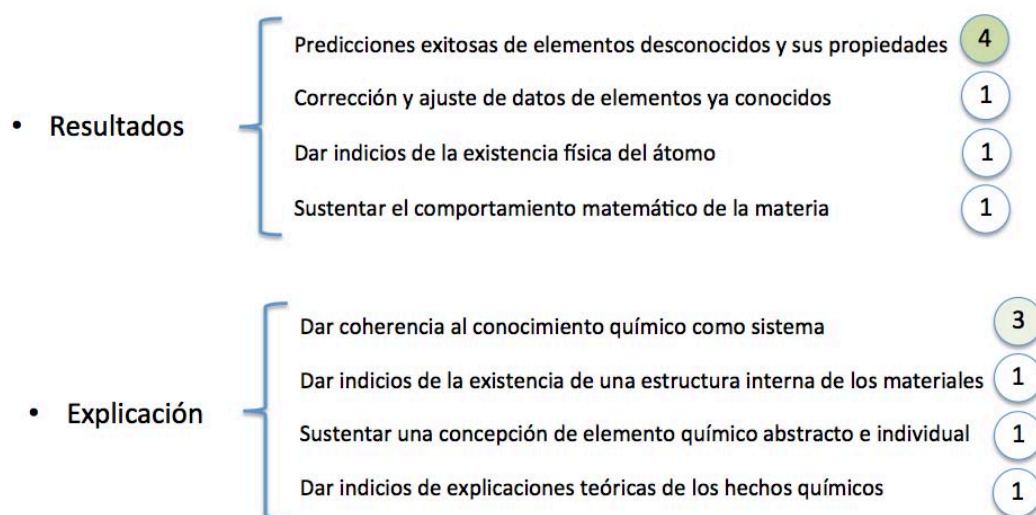 Predicciones exitosas de elementos desconocidos y sus propiedades 4
Corrección y ajuste de datos de elementos ya conocidos 1
• Resultados
Dar indicios de la existencia física del átomo 1
Sustentar el comportamiento matemático de la materia 1
Dar coherencia al conocimiento químico como sistema 3
Dar indicios de la existencia de una estructura interna de los materiales 1
• Explicación
Sustentar una concepción de elemento químico abstracto e individual 1
Dar indicios de explicaciones teóricas de los hechos químicos 1